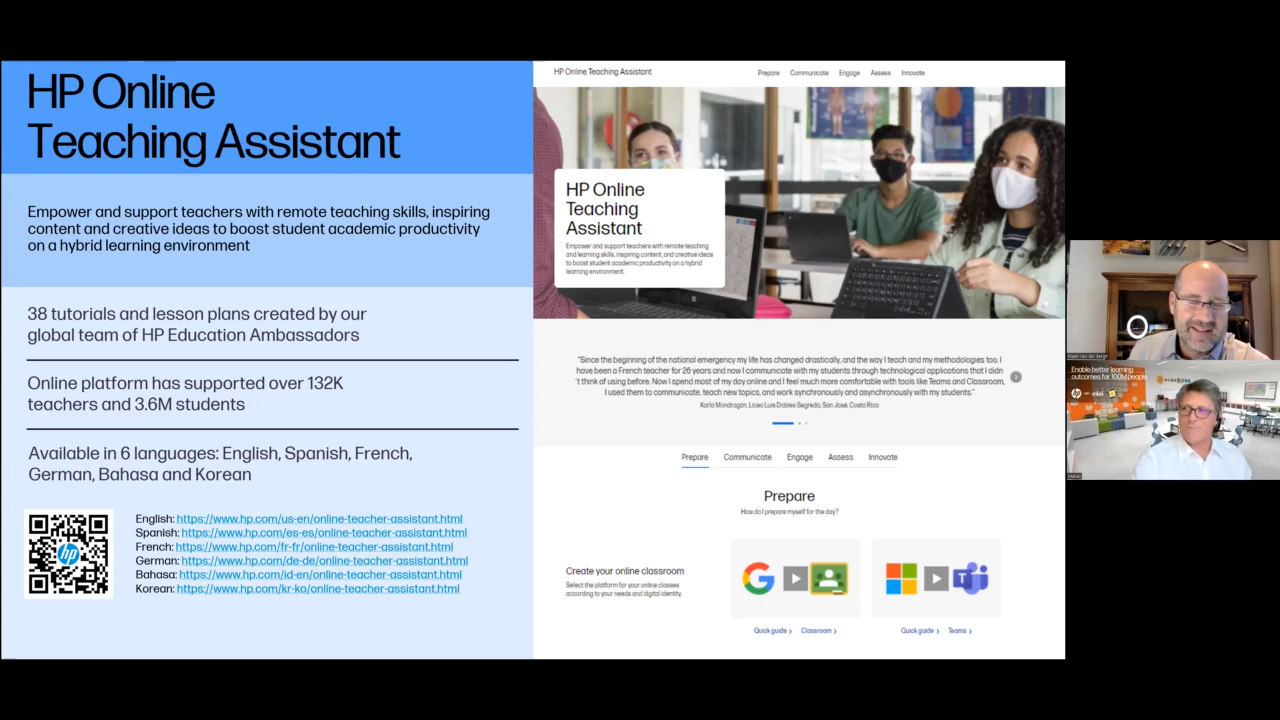 HP Online
Teaching Assistant
Empower and support teachers with remote teaching skills, inspiring
content and creative ideas to boost student academic productivity
on a hybrid learning environment
38 tutorials and lesson plans created by our
global team of HP Education Ambassadors
Online platform has supported over 132K
teachers and 3.6M students
Available in 6 languages: English, Spanish, French,
German, Bahasa and Korean
hp
English: https://www.hp.com/us-en/online-teacher-assistant.html
Spanish: https://www.hp.com/es-es/online-teacher-assistant.html
French: https://www.hp.com/fr-fr/online-teacher-assistant.html
German: https://www.hp.com/de-de/online-teacher-assistant.html
Bahasa: https://www.hp.com/id-en/online-teacher-assistant.html
Korean: https://www.hp.com/kr-ko/online-teacher-assistant.html
HP Online Teaching Assistant
Prepare Communicate Engage Assess Innovate
HP Online
Teaching
Assistant
Empower and support teachers with remote teaching
and learning skills, inspiring content, and creative ideas
to boost student academic productivity on a hybrid
learning environment.
"Since the beginning of the national emergency my life has changed drastically, and the way I teach and my methodologies too. I
have been a French teacher for 26 years and now I communicate with my students through technological applications that I didn
't think of using before. Now I spend most of my day online and I feel much more comfortable with tools like Teams and Classroom,
I used them to communicate, teach new topics, and work synchronously and asynchronously with my students."
Karla Mondragón, Liceo Luis Dobles Segreda, San José, Costa Rica
Prepare Communicate Engage Assess Innovate
Prepare
How do I prepare myself for the day?
Create your online classroom
Select the platform for your online classes
according to your needs and digital identity.
T
Quick guide Classroom
Quick guide Teams
Enable better learning
outcomes for 100M people
hp intel